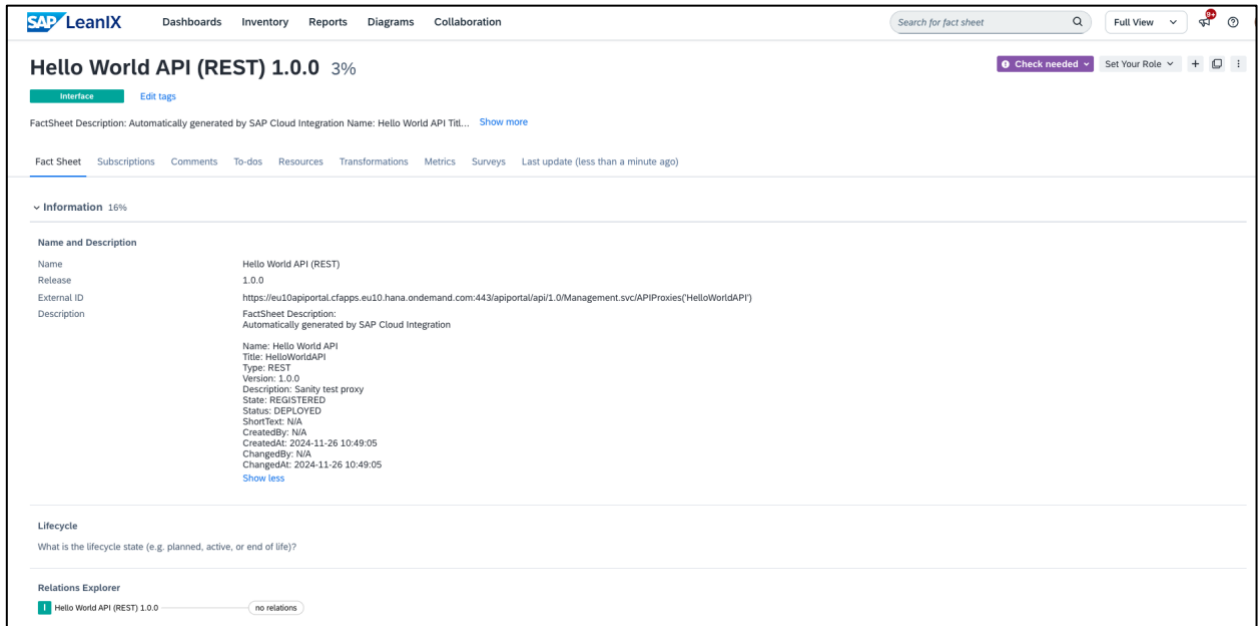 SAP LeanIX Dashboards Inventory Reports Diagrams Collaboration Search for fact sheet Full View 9+
Hello World API (REST) 1.0.0 3% Check needed Set Your Role
Interface Edit tags
FactSheet Description: Automatically generated by SAP Cloud Integration Name: Hello World API Titl... Show more
Fact Sheet Subscriptions Comments To-dos Resources Transformations Metrics Surveys Last update (less than a minute ago)
Information 16%
Name and Description
Name Hello World API (REST)
Release 1.0.0
External ID https://eu10apiportal.cfapps.eu10.hana.ondemand.com:443/apiportal/api/1.0/Management.svc/APIProxies('HelloWorldAPI')
Description FactSheet Description:
Automatically generated by SAP Cloud Integration
Name: Hello World API
Title: HelloWorldAPI
Type: REST
Version: 1.0.0
Description: Sanity test proxy
State: REGISTERED
Status: DEPLOYED
ShortText: N/A
CreatedBy: N/A
CreatedAt: 2024-11-26 10:49:05
ChangedBy: N/A
ChangedAt: 2024-11-26 10:49:05
Show less
Lifecycle
What is the lifecycle state (e.g. planned, active, or end of life)?
Relations Explorer
I Hello World API (REST) 1.0.0 no relations